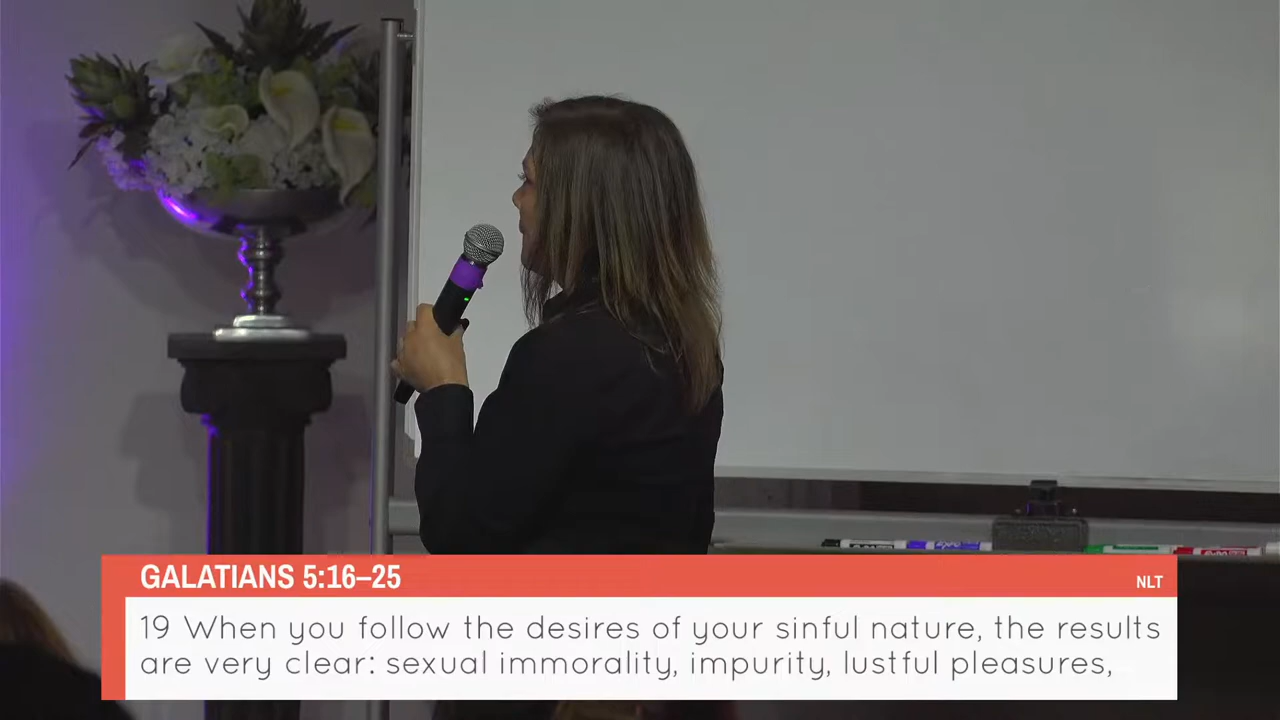 GALATIANS 5:16–25
NLT
19 When you follow the desires of your sinful nature, the results
are very clear: sexual immorality, impurity, lustful pleasures,